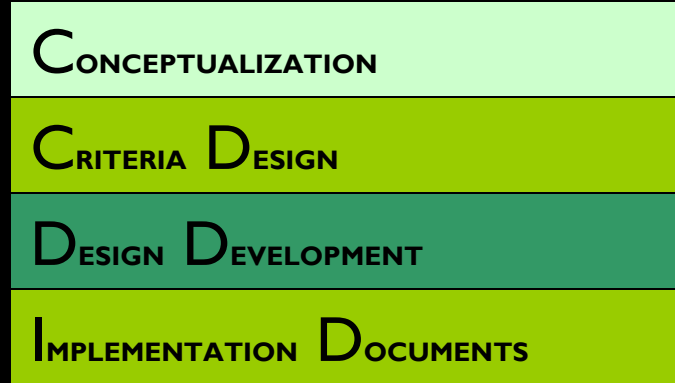 CONCEPTUALIZATION
CRITERIA DESIGN
DESIGN DEVELOPMENT
IMPLEMENTATION DOCUMENTS